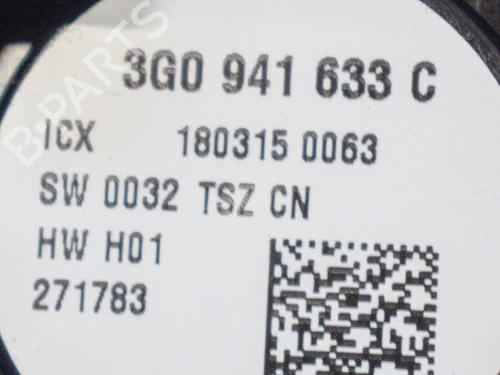 B-PARTS
3G0 941 633 C
ICX 180315 0063
SW 0032 TSZ CN
HW H01
271783